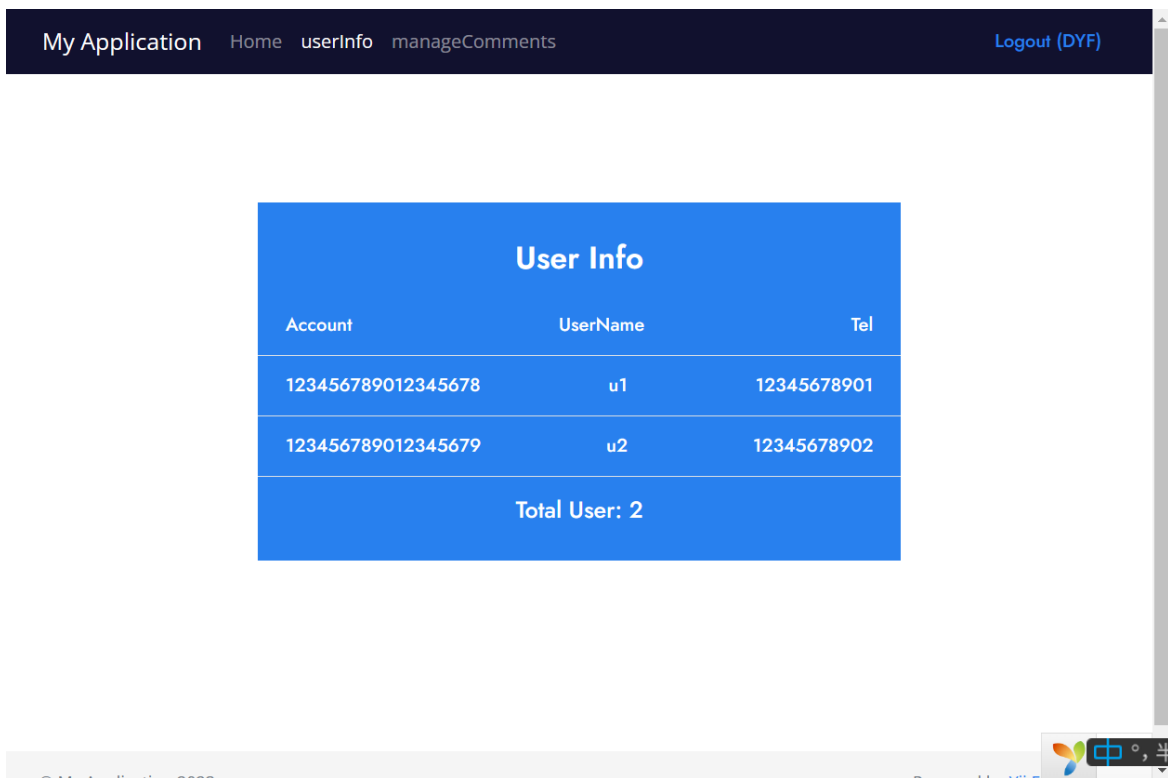 My Application Home userInfo manageComments Logout (DYF)
User Info
Account UserName Tel
123456789012345678 u1 12345678901
123456789012345679 u2 12345678902
Total User: 2
中 °, 半